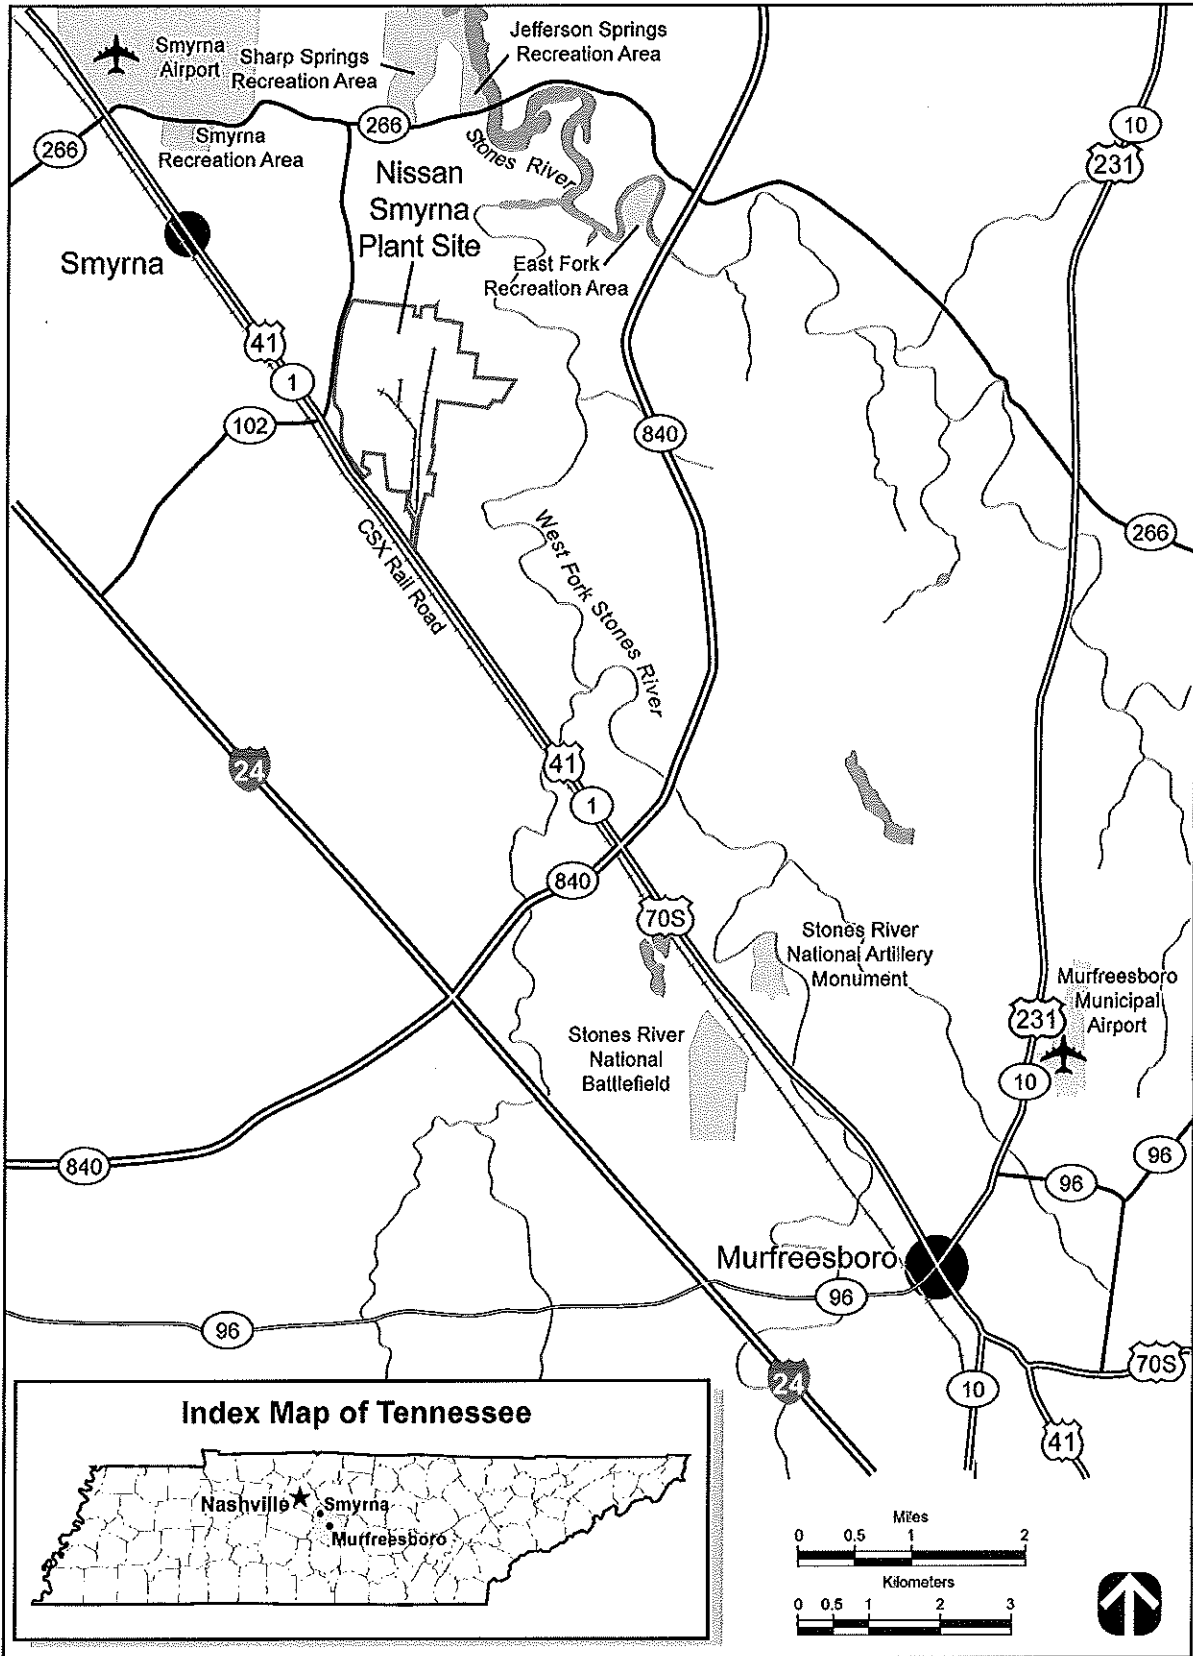 Jefferson Springs
Recreation Area
Smyrna
Airport
Sharp Springs
Recreation Area
266
10
266
Smyrna
Recreation Area
231
Stones River
Nissan
Smyrna
Plant Site
Smyrna
East Fork
Recreation Area
41
1
102
840
266
West Fork Stones River
CSX Rail Road
24
41
1
840
70S
Stones River
National Artillery
Monument
Murfreesboro
Municipal
Airport
231
Stones River
National
Battlefield
10
840
96
96
Murfreesboro
96
96
70S
24
10
41
Index Map of Tennessee
Nashville
Smyrna
Murfreesboro
Miles
0 0.5 1 2
Kilometers
0 0.5 1 2 3